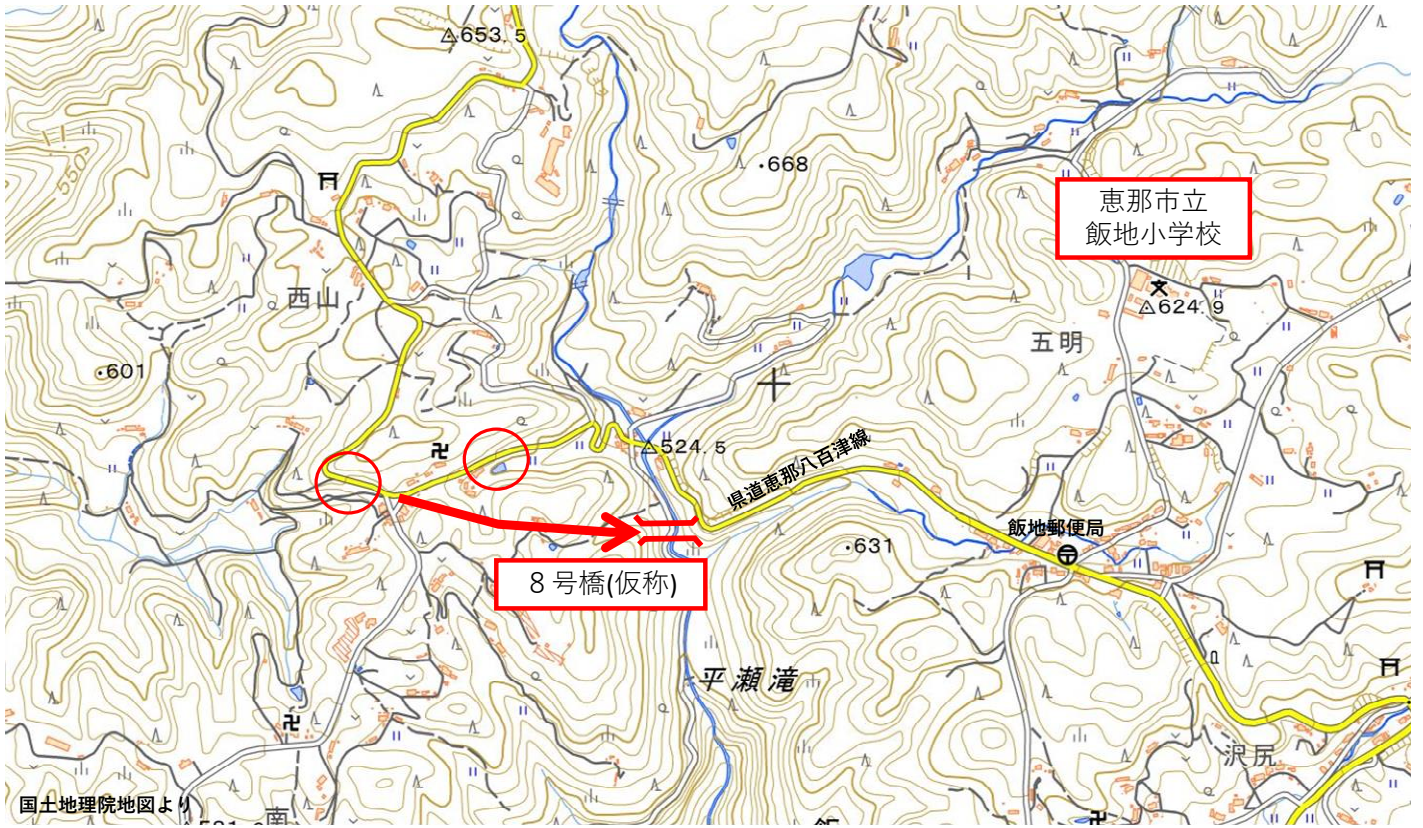 653.5
668
恵那市立
飯地小学校
550
西山
624.9
五明
601
524.5
県道恵那八百津線
飯地郵便局
631
8号橋(仮称)
平瀬滝
沢尻
国土地理院地図より
南
飯